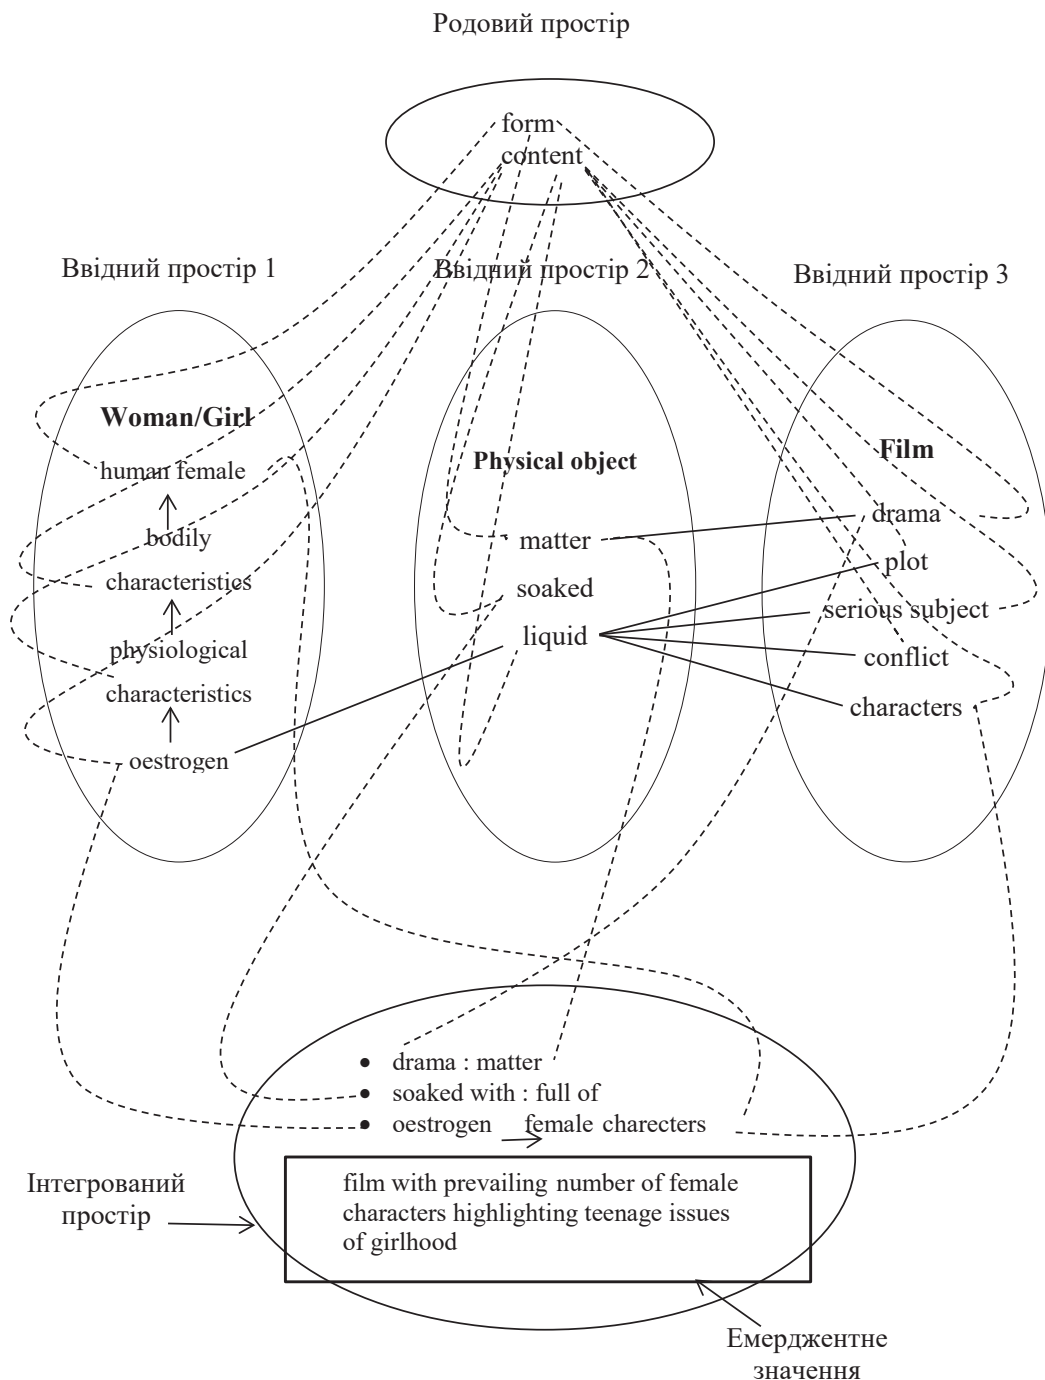 Родовий простір
form
content
Ввідний простір 1
Ввідний простір 2
Ввідний простір 3
Woman/Girl
human female
bodily
characteristics
physiological
characteristics
oestrogen
Physical object
matter
soaked
liquid
Film
drama
plot
serious subject
conflict
characters
• drama : matter
• soaked with : full of
• oestrogen → female charecters
film with prevailing number of female
characters highlighting teenage issues
of girlhood
Інтегрований
простір
Емерджентне
значення